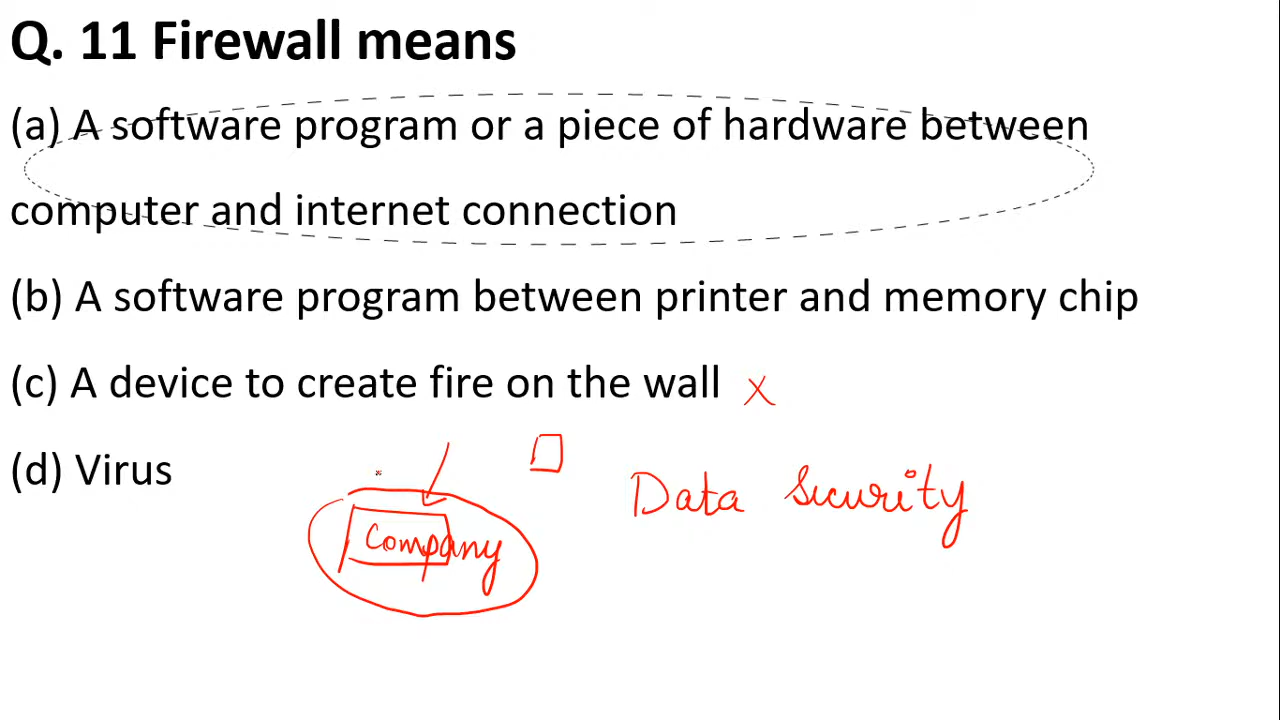 Q. 11 Firewall means
(a) A software program or a piece of hardware between
computer and internet connection
(b) A software program between printer and memory chip
(c) A device to create fire on the wall x
(d) Virus
Data Security
Company